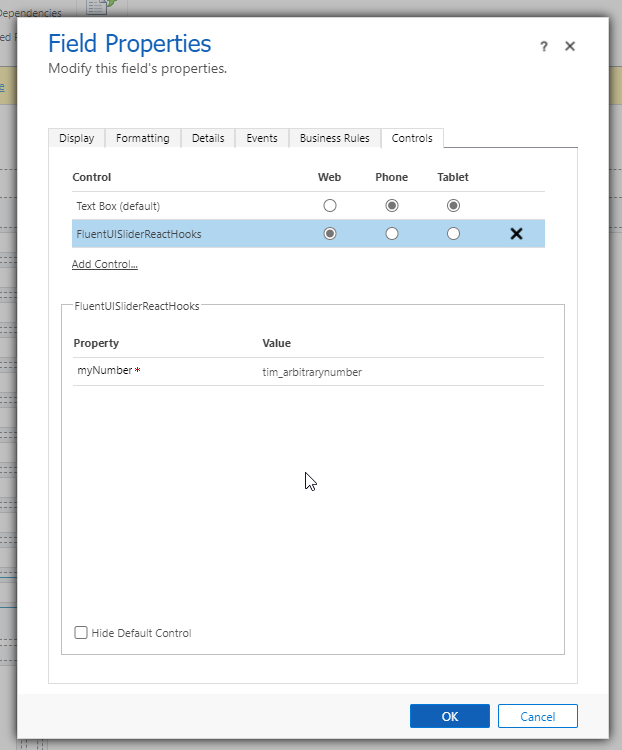 Dependencies
ed
Field Properties
?
Modify this field's properties.
e
Display Formatting Details Events Business Rules Controls
Control Web Phone Tablet
Text Box (default)
FluentUISliderReactHooks
Add Control...
FluentUISliderReactHooks
Property Value
myNumber * tim_arbitrarynumber
Hide Default Control
OK Cancel